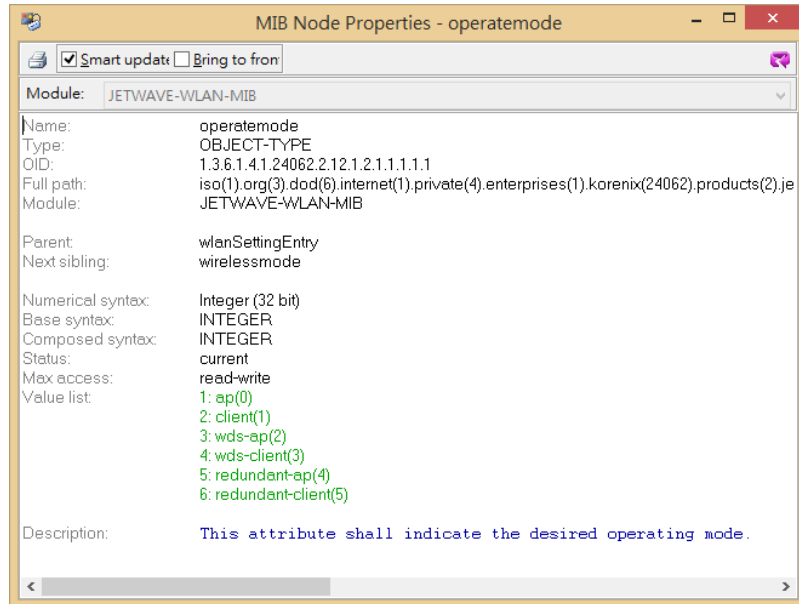 MIB Node Properties - operatemode
Smart update Bring to fron
Module: JETWAVE-WLAN-MIB
Name: operatemode
Type: OBJECT-TYPE
OID: 1.3.6.1.4.1.24062.2.12.1.2.1.1.1.1.1
Full path: iso(1).org(3).dod(6).internet(1).private(4).enterprises(1).korenix(24062).products(2).je
Module: JETWAVE-WLAN-MIB
Parent: wlanSettingEntry
Next sibling: wirelessmode
Numerical syntax: Integer (32 bit)
Base syntax: INTEGER
Composed syntax: INTEGER
Status: current
Max access: read-write
Value list: 1: ap(0)
2: client(1)
3: wds-ap(2)
4: wds-client(3)
5: redundant-ap(4)
6: redundant-client(5)
Description: This attribute shall indicate the desired operating mode.